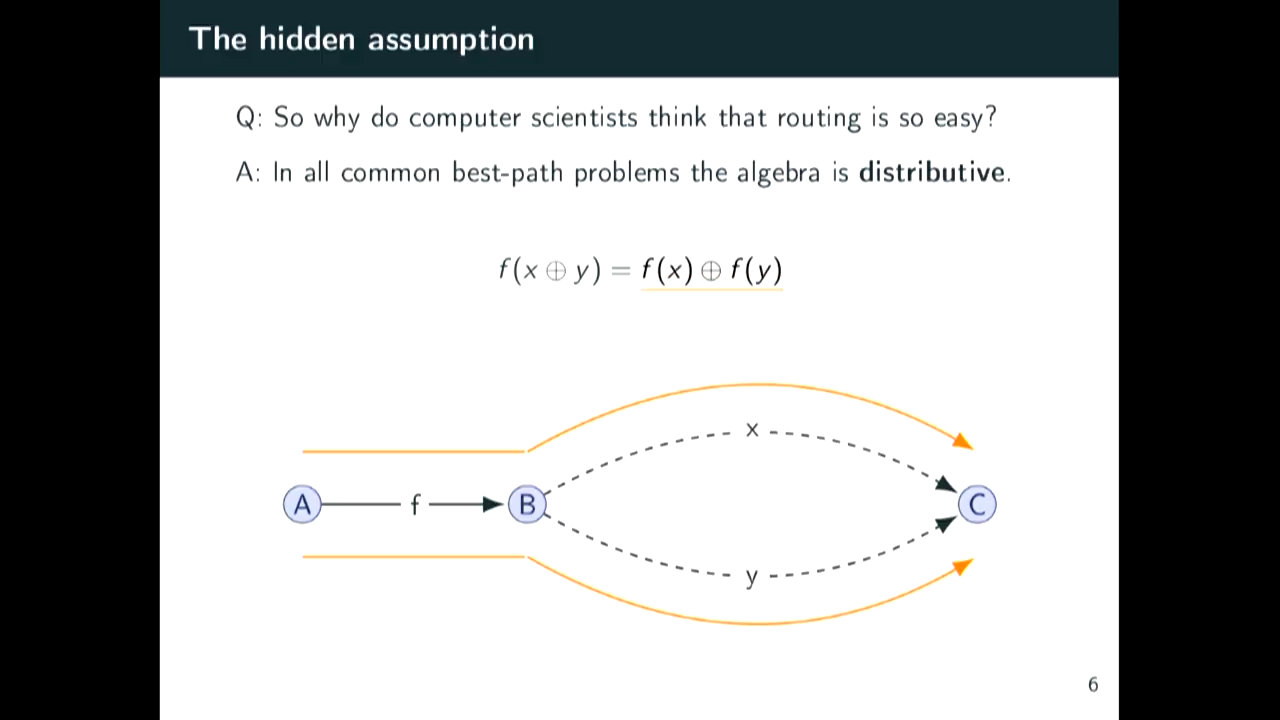 The hidden assumption
Q: So why do computer scientists think that routing is so easy?
A: In all common best-path problems the algebra is distributive.
f(x ⊕ y) = f(x) ⊕ f(y)
x
A f B C
y
6